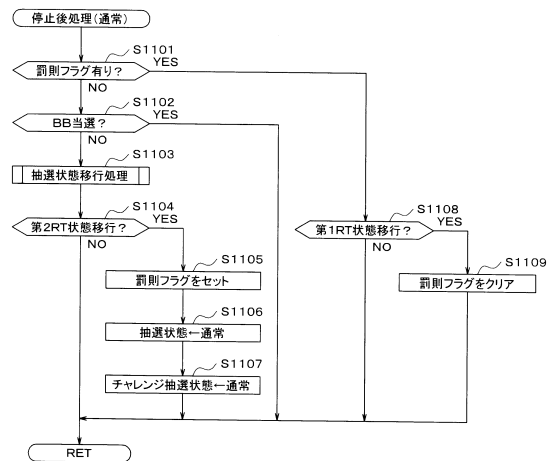 停止後処理(通常)
S1101
罰則フラグ有り?
YES
NO
S1102
BB当選?
YES
NO
S1103
抽選状態移行処理
S1104
第2RT状態移行?
YES
NO
S1105
罰則フラグをセット
S1106
抽選状態←通常
S1107
チャレンジ抽選状態←通常
S1108
第1RT状態移行?
YES
NO
S1109
罰則フラグをクリア
RET